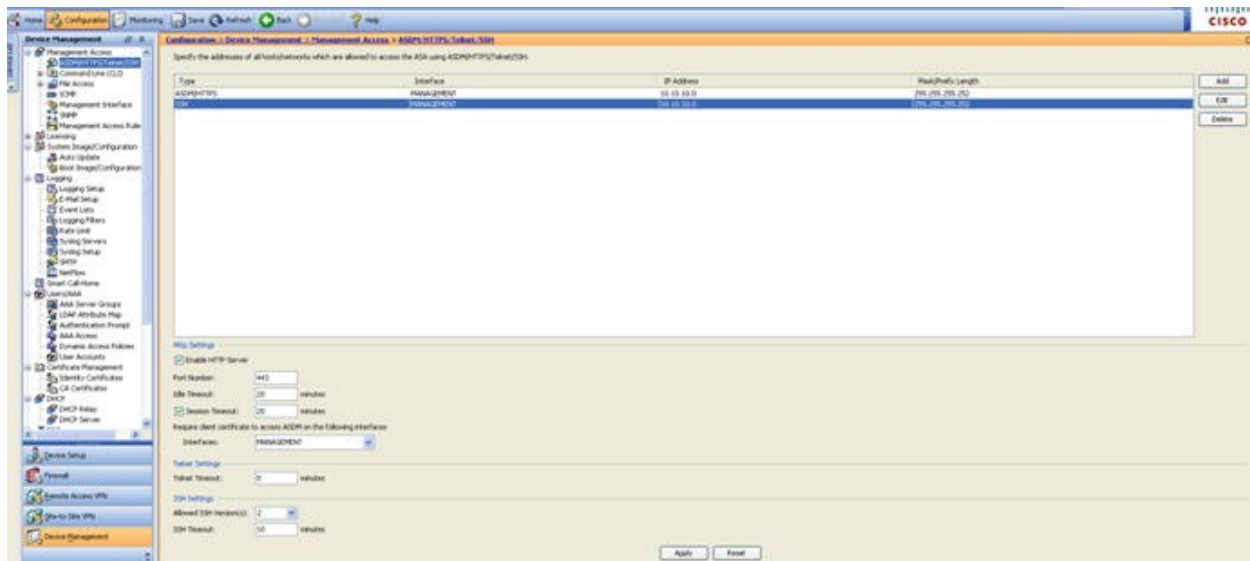 Home Configuration Monitoring Save Refresh Back Help
CISCO
Device Management
Configuration > Device Management > Management Access > ASDM/HTTPS/Telnet/SSH
Management Access
ASDM/HTTPS/Telnet/SSH
Command Line (CLI)
File Access
ICMP
Management Interface
SNMP
Management Access Rule
Licensing
System Image/Configuration
Auto Update
Boot Image/Configuration
Logging
Logging Setup
E-Mail Setup
Event Lists
Logging Filters
Rate Limit
Syslog Servers
Syslog Setup
SMTP
NetFlow
Smart Call-Home
Users/AAA
AAA Server Groups
LDAP Attribute Map
Authentication Prompt
AAA Access
Dynamic Access Policies
User Accounts
Certificate Management
Identity Certificates
CA Certificates
DHCP
DHCP Relay
DHCP Server
Device Setup
Firewall
Remote Access VPN
Site-to-Site VPN
Device Management
Specify the addresses of all hosts/networks which are allowed to access the ASA using ASDM/HTTPS/Telnet/SSH.
Type Interface IP Address Mask/Prefix Length
ASDM/HTTPS MANAGEMENT 10.10.10.0 255.255.255.252
SSH MANAGEMENT 10.10.10.0 255.255.255.252
Add
Edit
Delete
Http Settings
Enable HTTP Server
Port Number: 443
Idle Timeout: 20 minutes
Session Timeout: 20 minutes
Require client certificate to access ASDM on the following interfaces
Interfaces: MANAGEMENT
Telnet Settings
Telnet Timeout: minutes
SSH Settings
Allowed SSH Version(s): 2
SSH Timeout: 10 minutes
Apply Reset